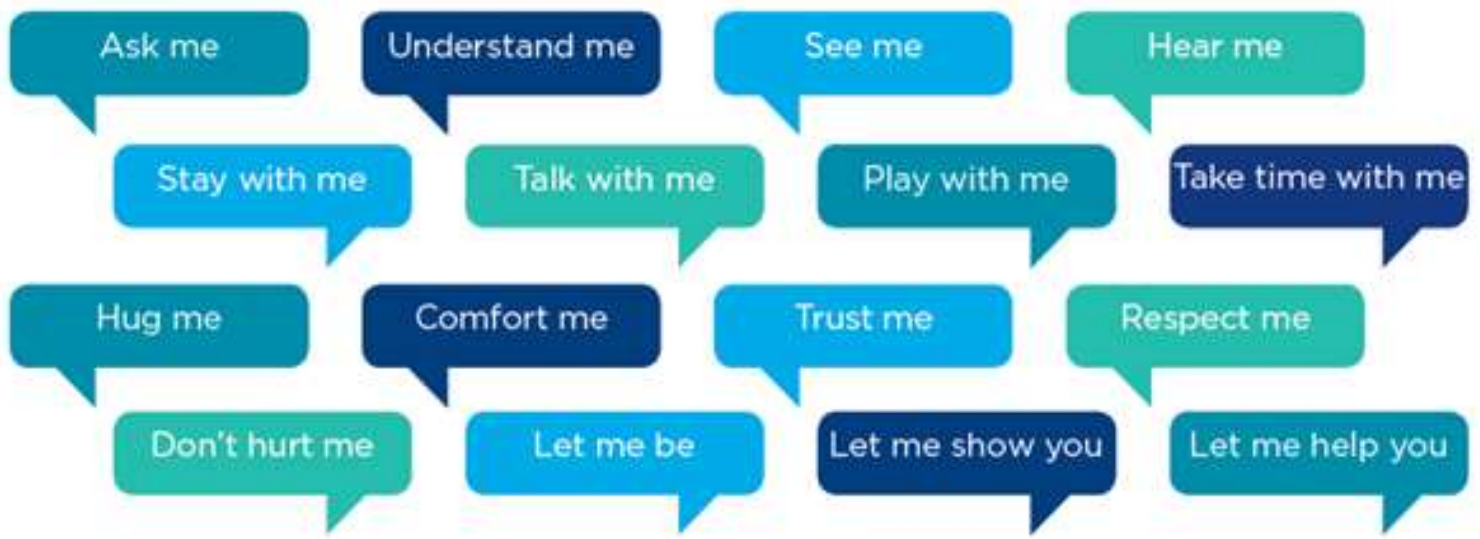 Ask me
Understand me
See me
Hear me
Stay with me
Talk with me
Play with me
Take time with me
Hug me
Comfort me
Trust me
Respect me
Don't hurt me
Let me be
Let me show you
Let me help you